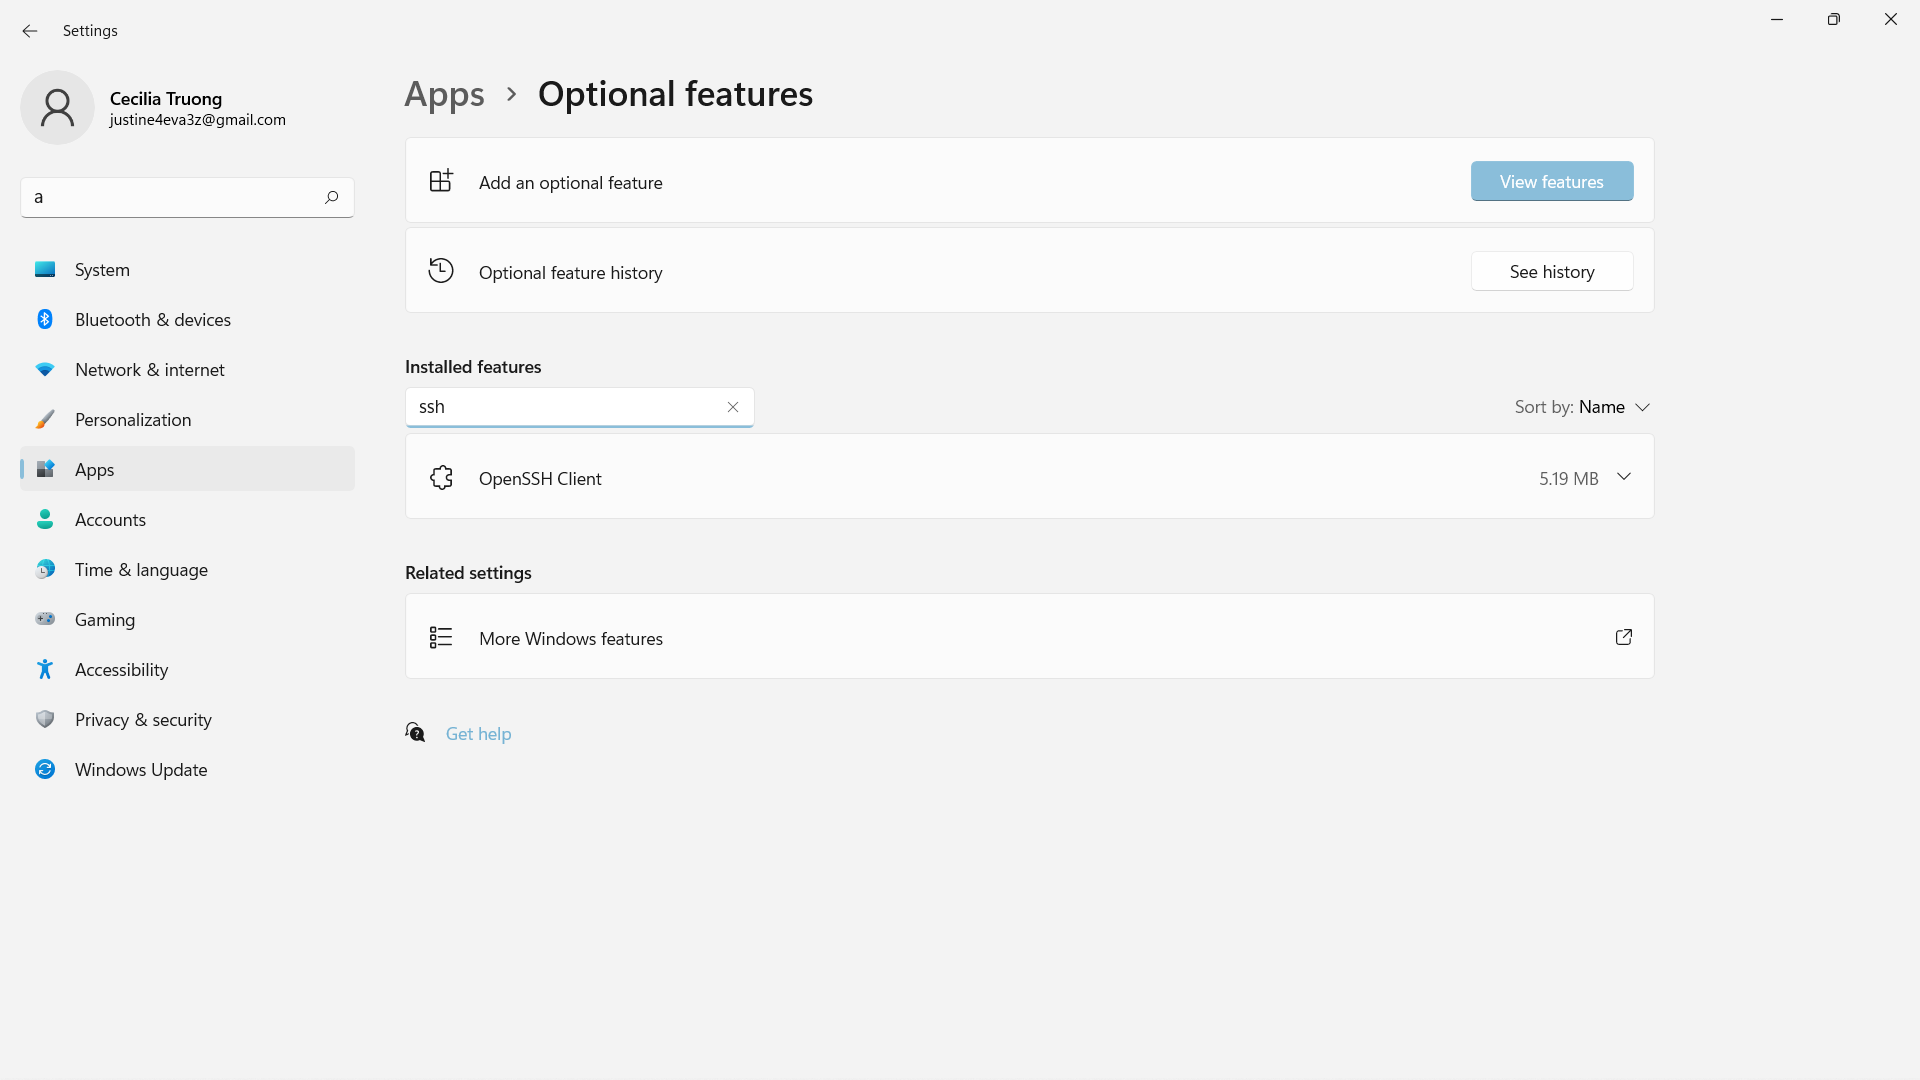 Settings
Cecilia Truong
justine4eva3z@gmail.com
a
System
Bluetooth & devices
Network & internet
Personalization
Apps
Accounts
Time & language
Gaming
Accessibility
Privacy & security
Windows Update
Apps > Optional features
Add an optional feature
View features
Optional feature history
See history
Installed features
ssh
Sort by: Name
OpenSSH Client
5.19 MB
Related settings
More Windows features
Get help